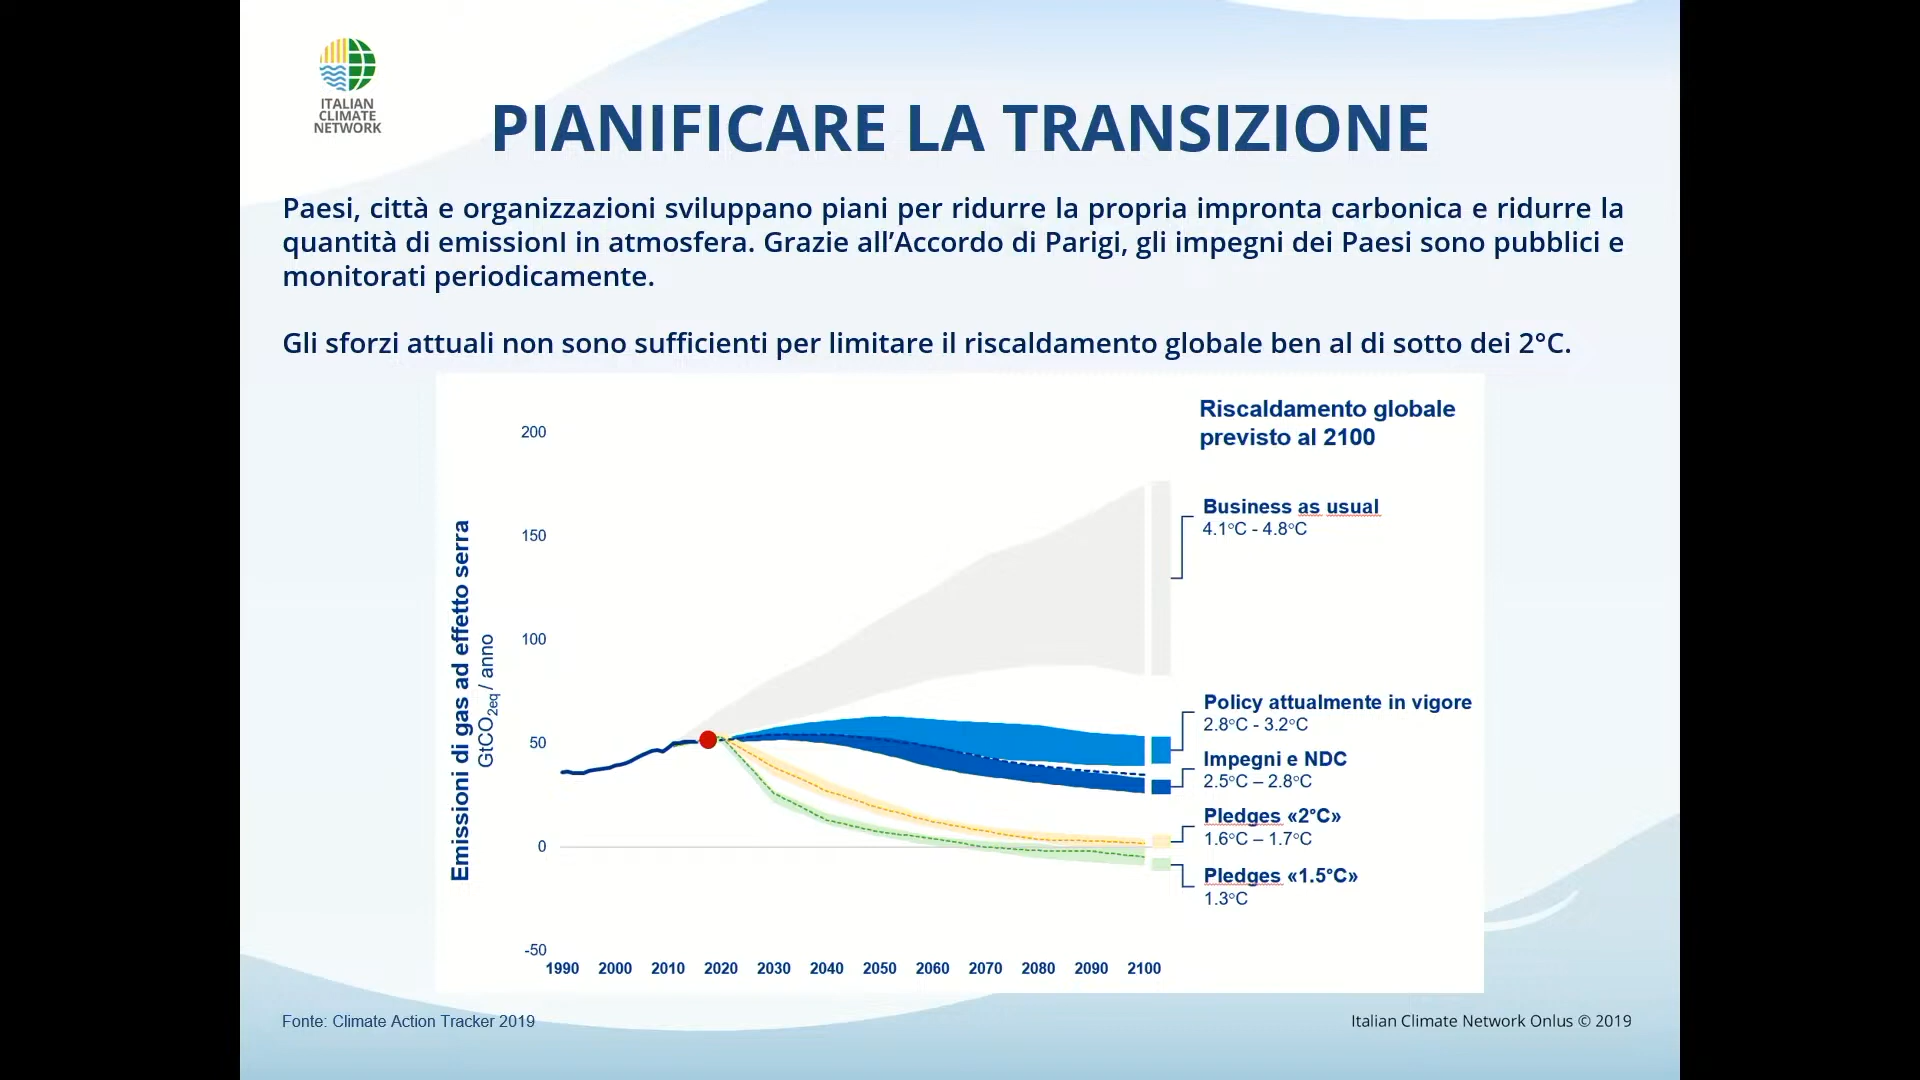 ITALIAN
CLIMATE
NETWORK
PIANIFICARE LA TRANSIZIONE
Paesi, città e organizzazioni sviluppano piani per ridurre la propria impronta carbonica e ridurre la
quantità di emissionI in atmosfera. Grazie all’Accordo di Parigi, gli impegni dei Paesi sono pubblici e
monitorati periodicamente.
Gli sforzi attuali non sono sufficienti per limitare il riscaldamento globale ben al di sotto dei 2°C.
Riscaldamento globale
previsto al 2100
Emissioni di gas ad effetto serra
GtCO2eq / anno
200
150
100
50
0
-50
1990 2000 2010 2020 2030 2040 2050 2060 2070 2080 2090 2100
Business as usual
4.1°C - 4.8°C
Policy attualmente in vigore
2.8°C - 3.2°C
Impegni e NDC
2.5°C – 2.8°C
Pledges «2°C»
1.6°C – 1.7°C
Pledges «1.5°C»
1.3°C
Fonte: Climate Action Tracker 2019
Italian Climate Network Onlus © 2019